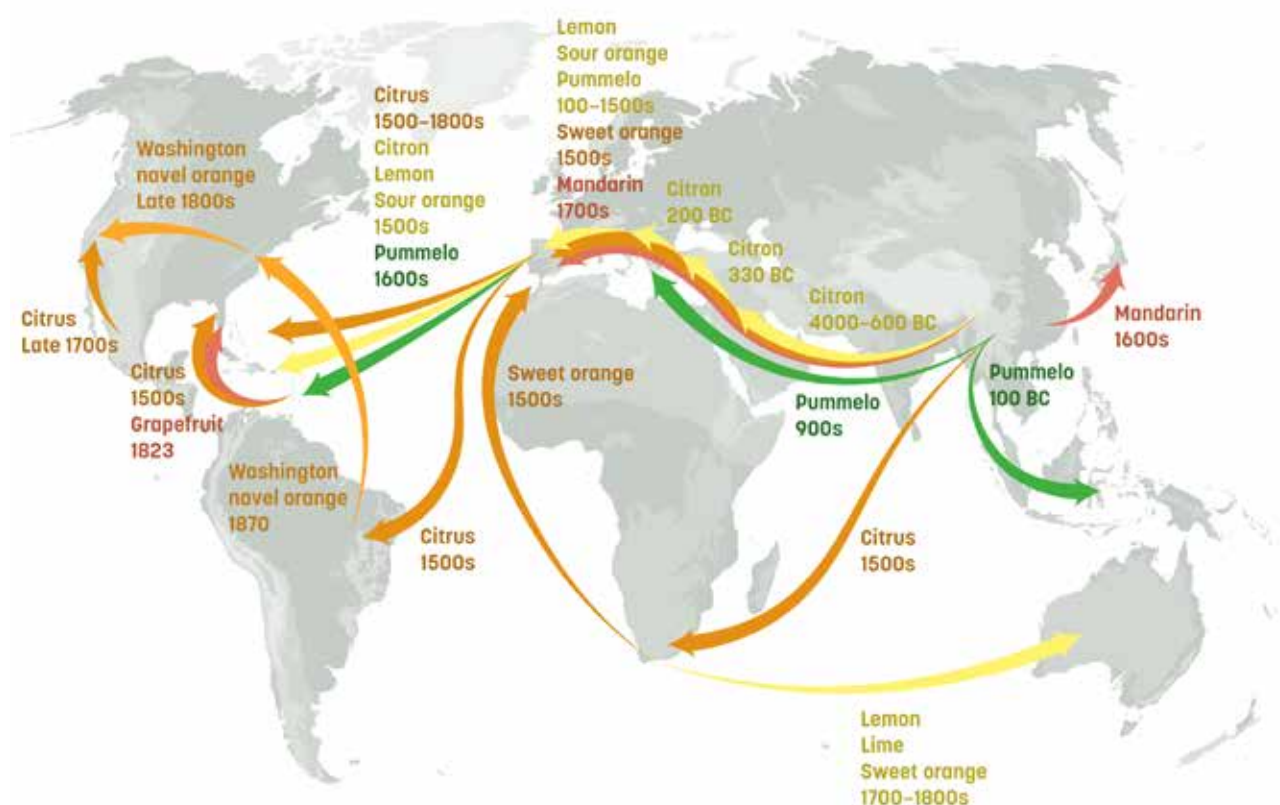 Lemon
Sour orange
Pummelo
100–1500s
Sweet orange
1500s
Mandarin
1700s
Citrus
1500–1800s
Citron
Lemon
Sour orange
1500s
Pummelo
1600s
Washington
novel orange
Late 1800s
Citron
200 BC
Citron
330 BC
Citron
4000–600 BC
Mandarin
1600s
Citrus
Late 1700s
Citrus
1500s
Grapefruit
1823
Sweet orange
1500s
Pummelo
900s
Pummelo
100 BC
Washington
novel orange
1870
Citrus
1500s
Citrus
1500s
Lemon
Lime
Sweet orange
1700–1800s